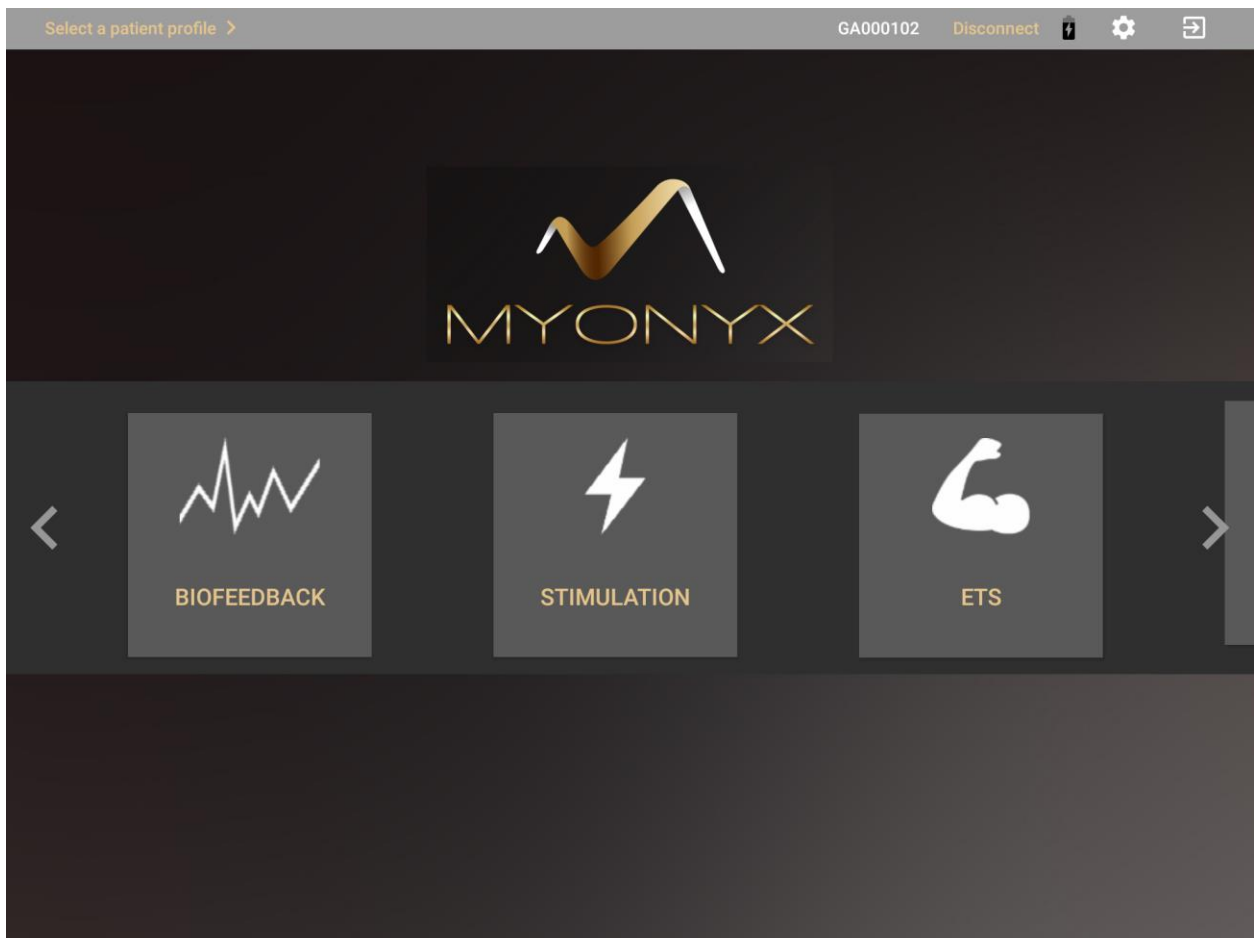 Select a patient profile >
GA000102 Disconnect
MYONYX
BIOFEEDBACK
STIMULATION
ETS